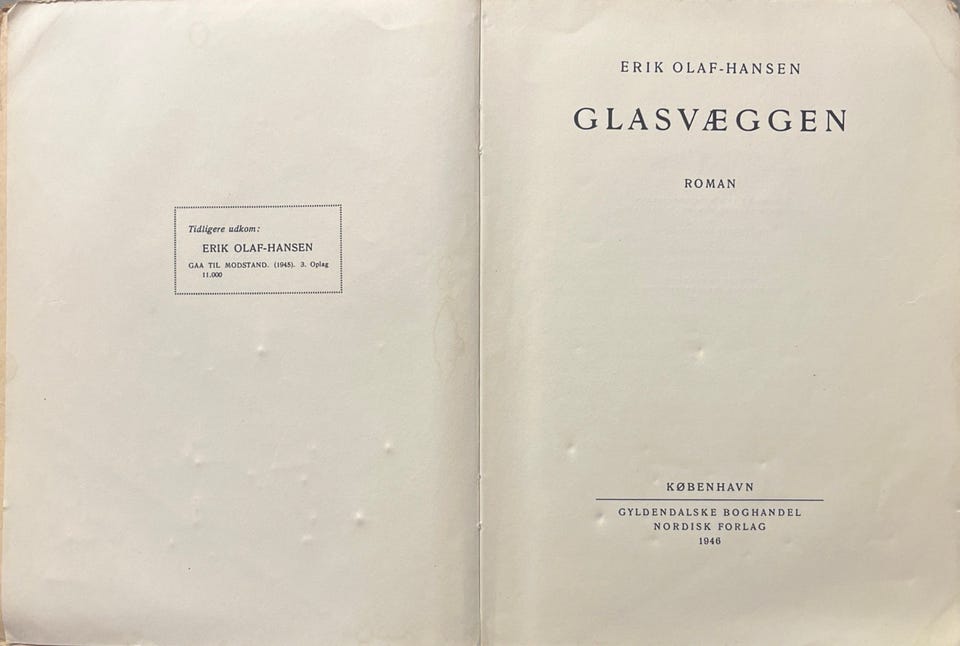 Tidligere udkom:
ERIK OLAF-HANSEN
GAA TIL MODSTAND. (1945). 3. Oplag
11.000
ERIK OLAF-HANSEN
GLASVÆGGEN
ROMAN
KØBENHAVN
GYLDENDALSKE BOGHANDEL
NORDISK FORLAG
1946